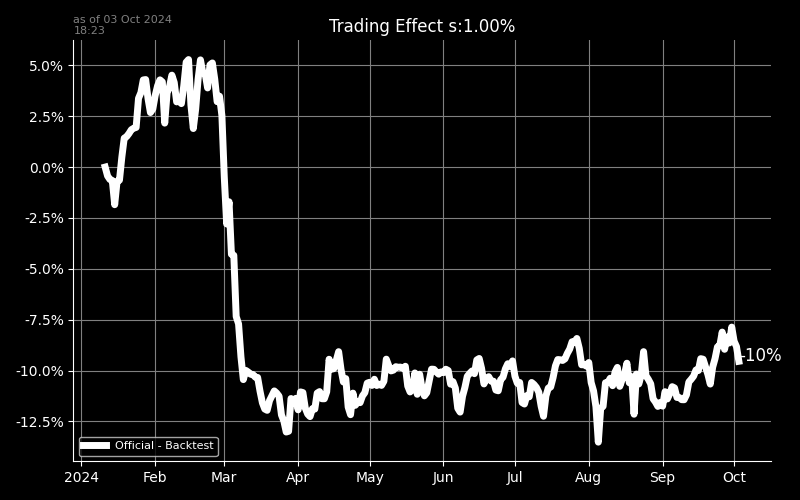 as of 03 Oct 2024
18:23
Trading Effect s:1.00%
5.0%
2.5%
0.0%
-2.5%
-5.0%
-7.5%
-10.0%
-12.5%
-10%
Official - Backtest
2024 Feb Mar Apr May Jun Jul Aug Sep Oct